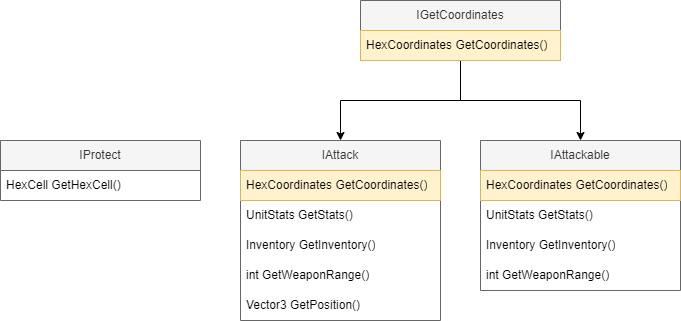 IGetCoordinates
HexCoordinates GetCoordinates()
IProtect
HexCell GetHexCell()
IAttack
HexCoordinates GetCoordinates()
UnitStats GetStats()
Inventory GetInventory()
int GetWeaponRange()
Vector3 GetPosition()
IAttackable
HexCoordinates GetCoordinates()
UnitStats GetStats()
Inventory GetInventory()
int GetWeaponRange()